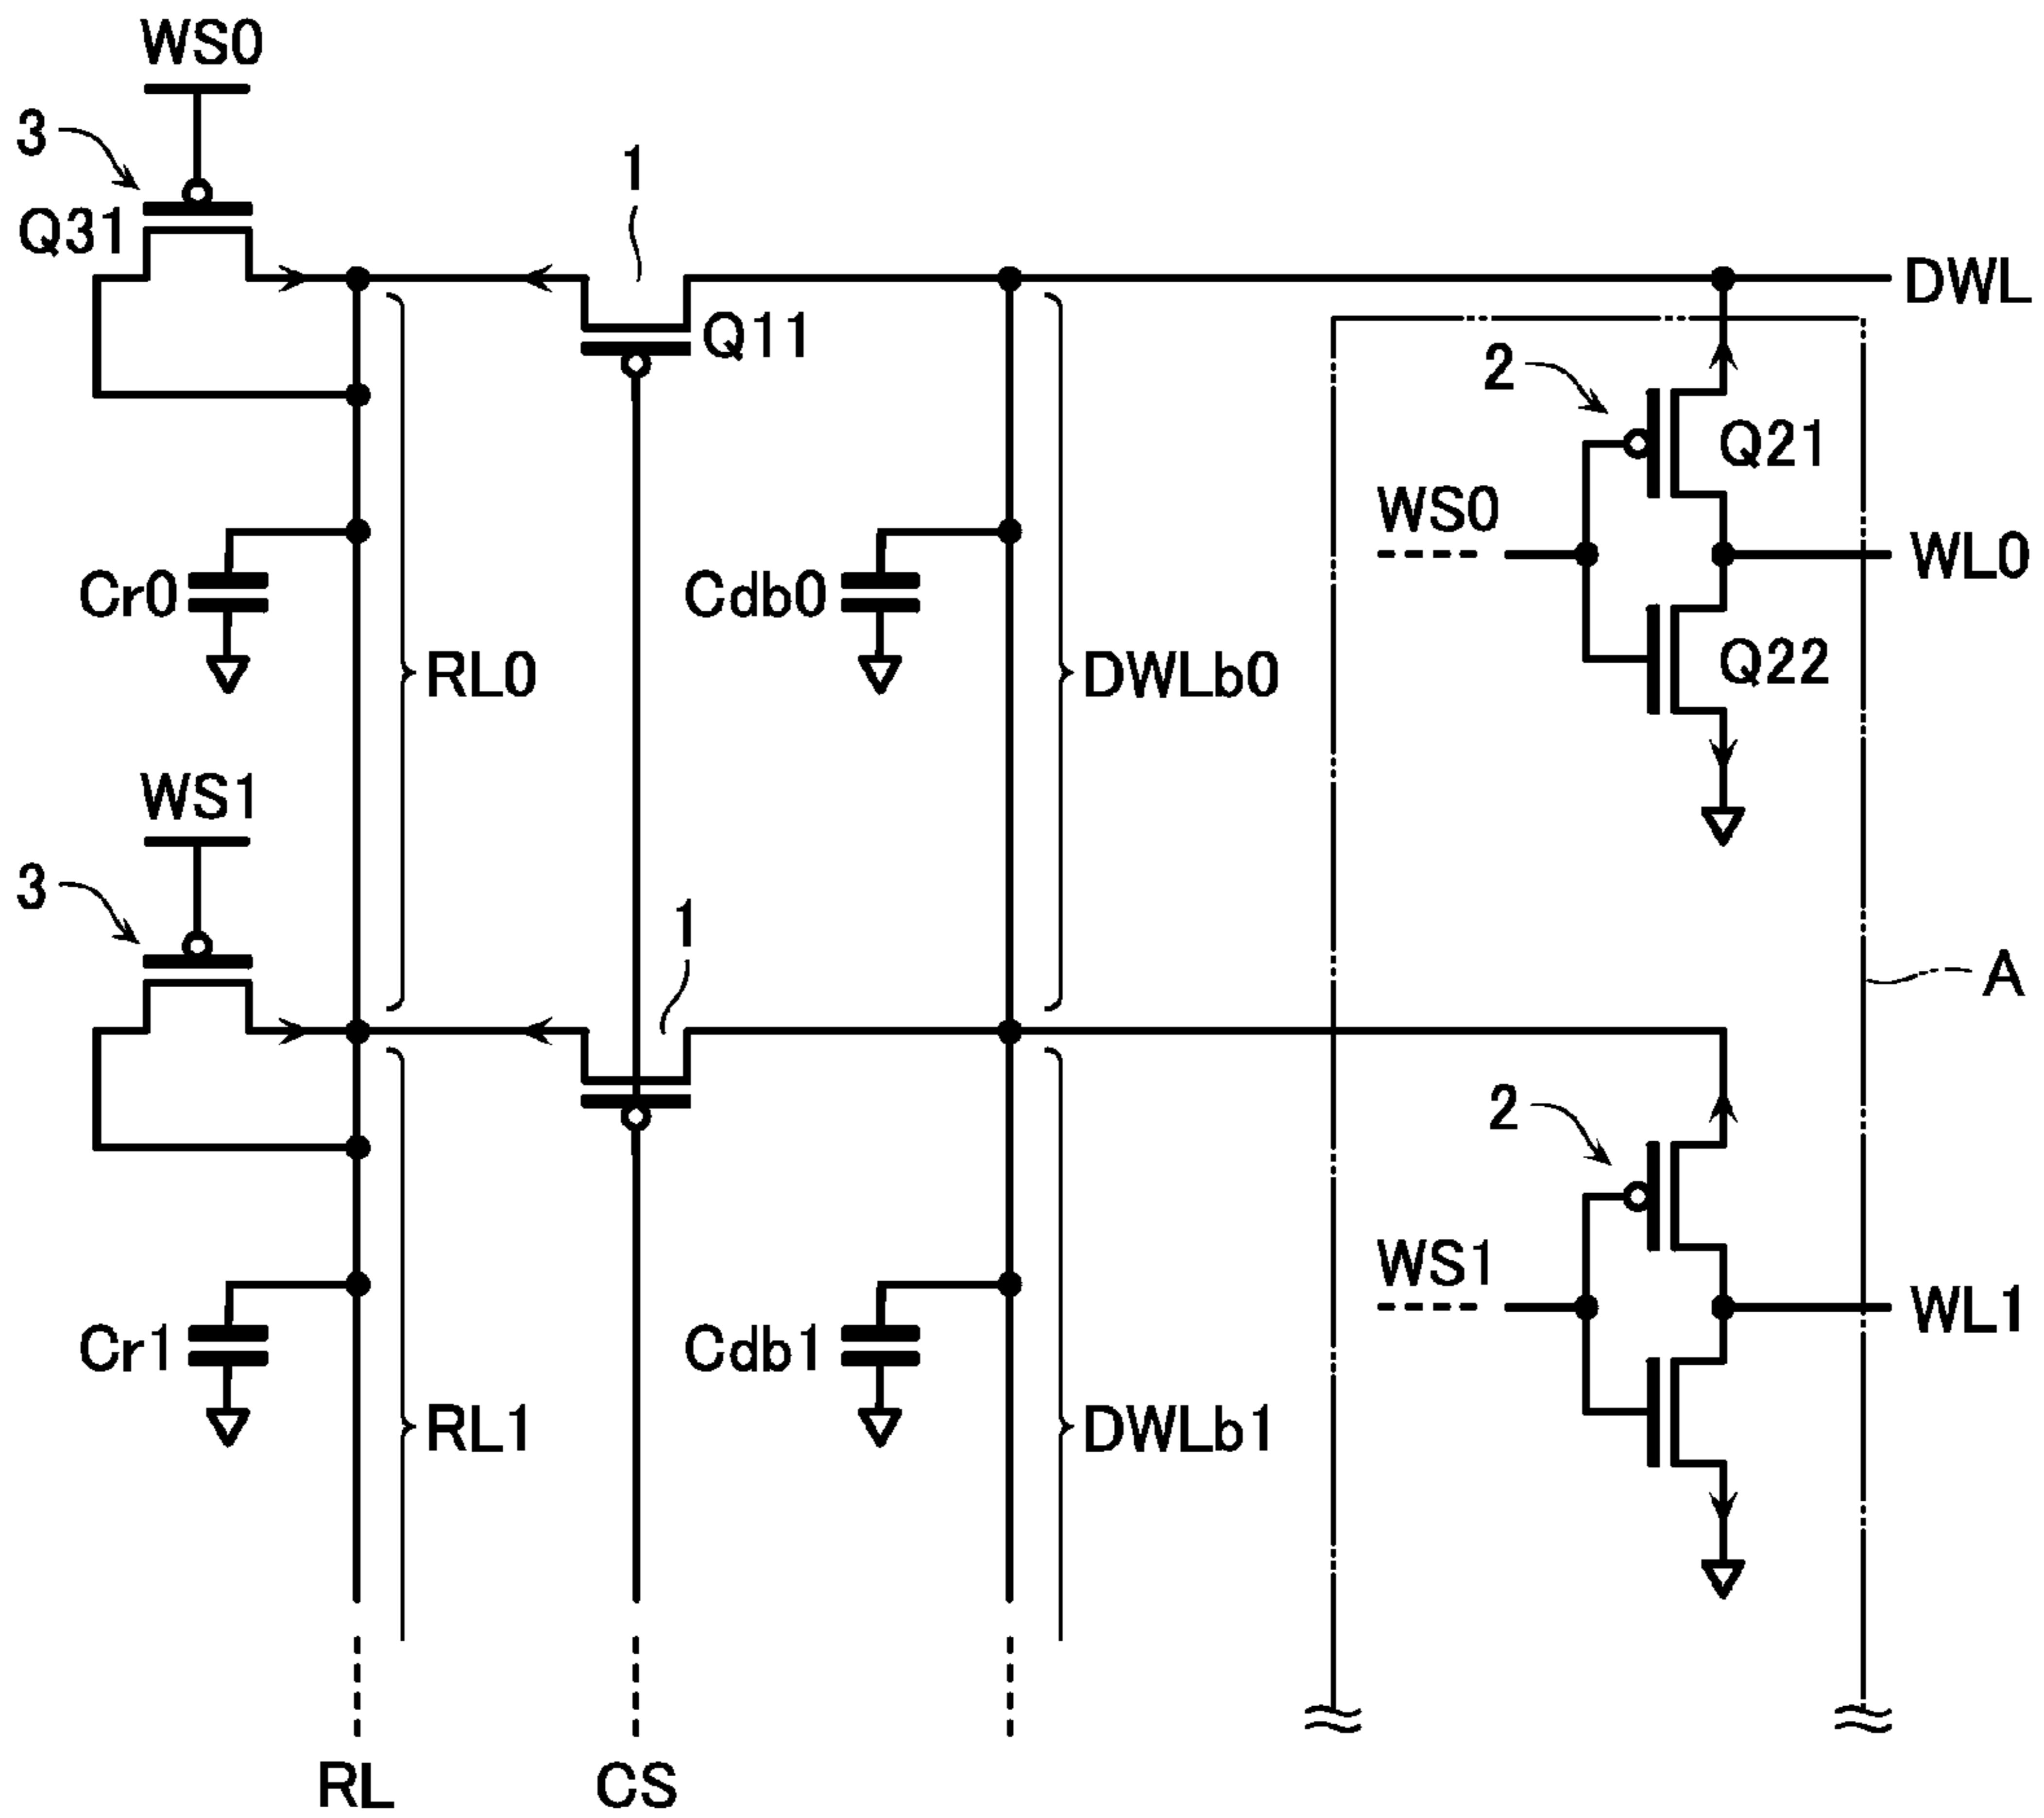 WS0
3
1
Q31
DWL
Q11
2
Q21
WS0
WL0
Cr0
Cdb0
RL0
DWLb0
Q22
WS1
3
1
A
2
WS1
WL1
Cr1
Cdb1
RL1
DWLb1
RL
CS